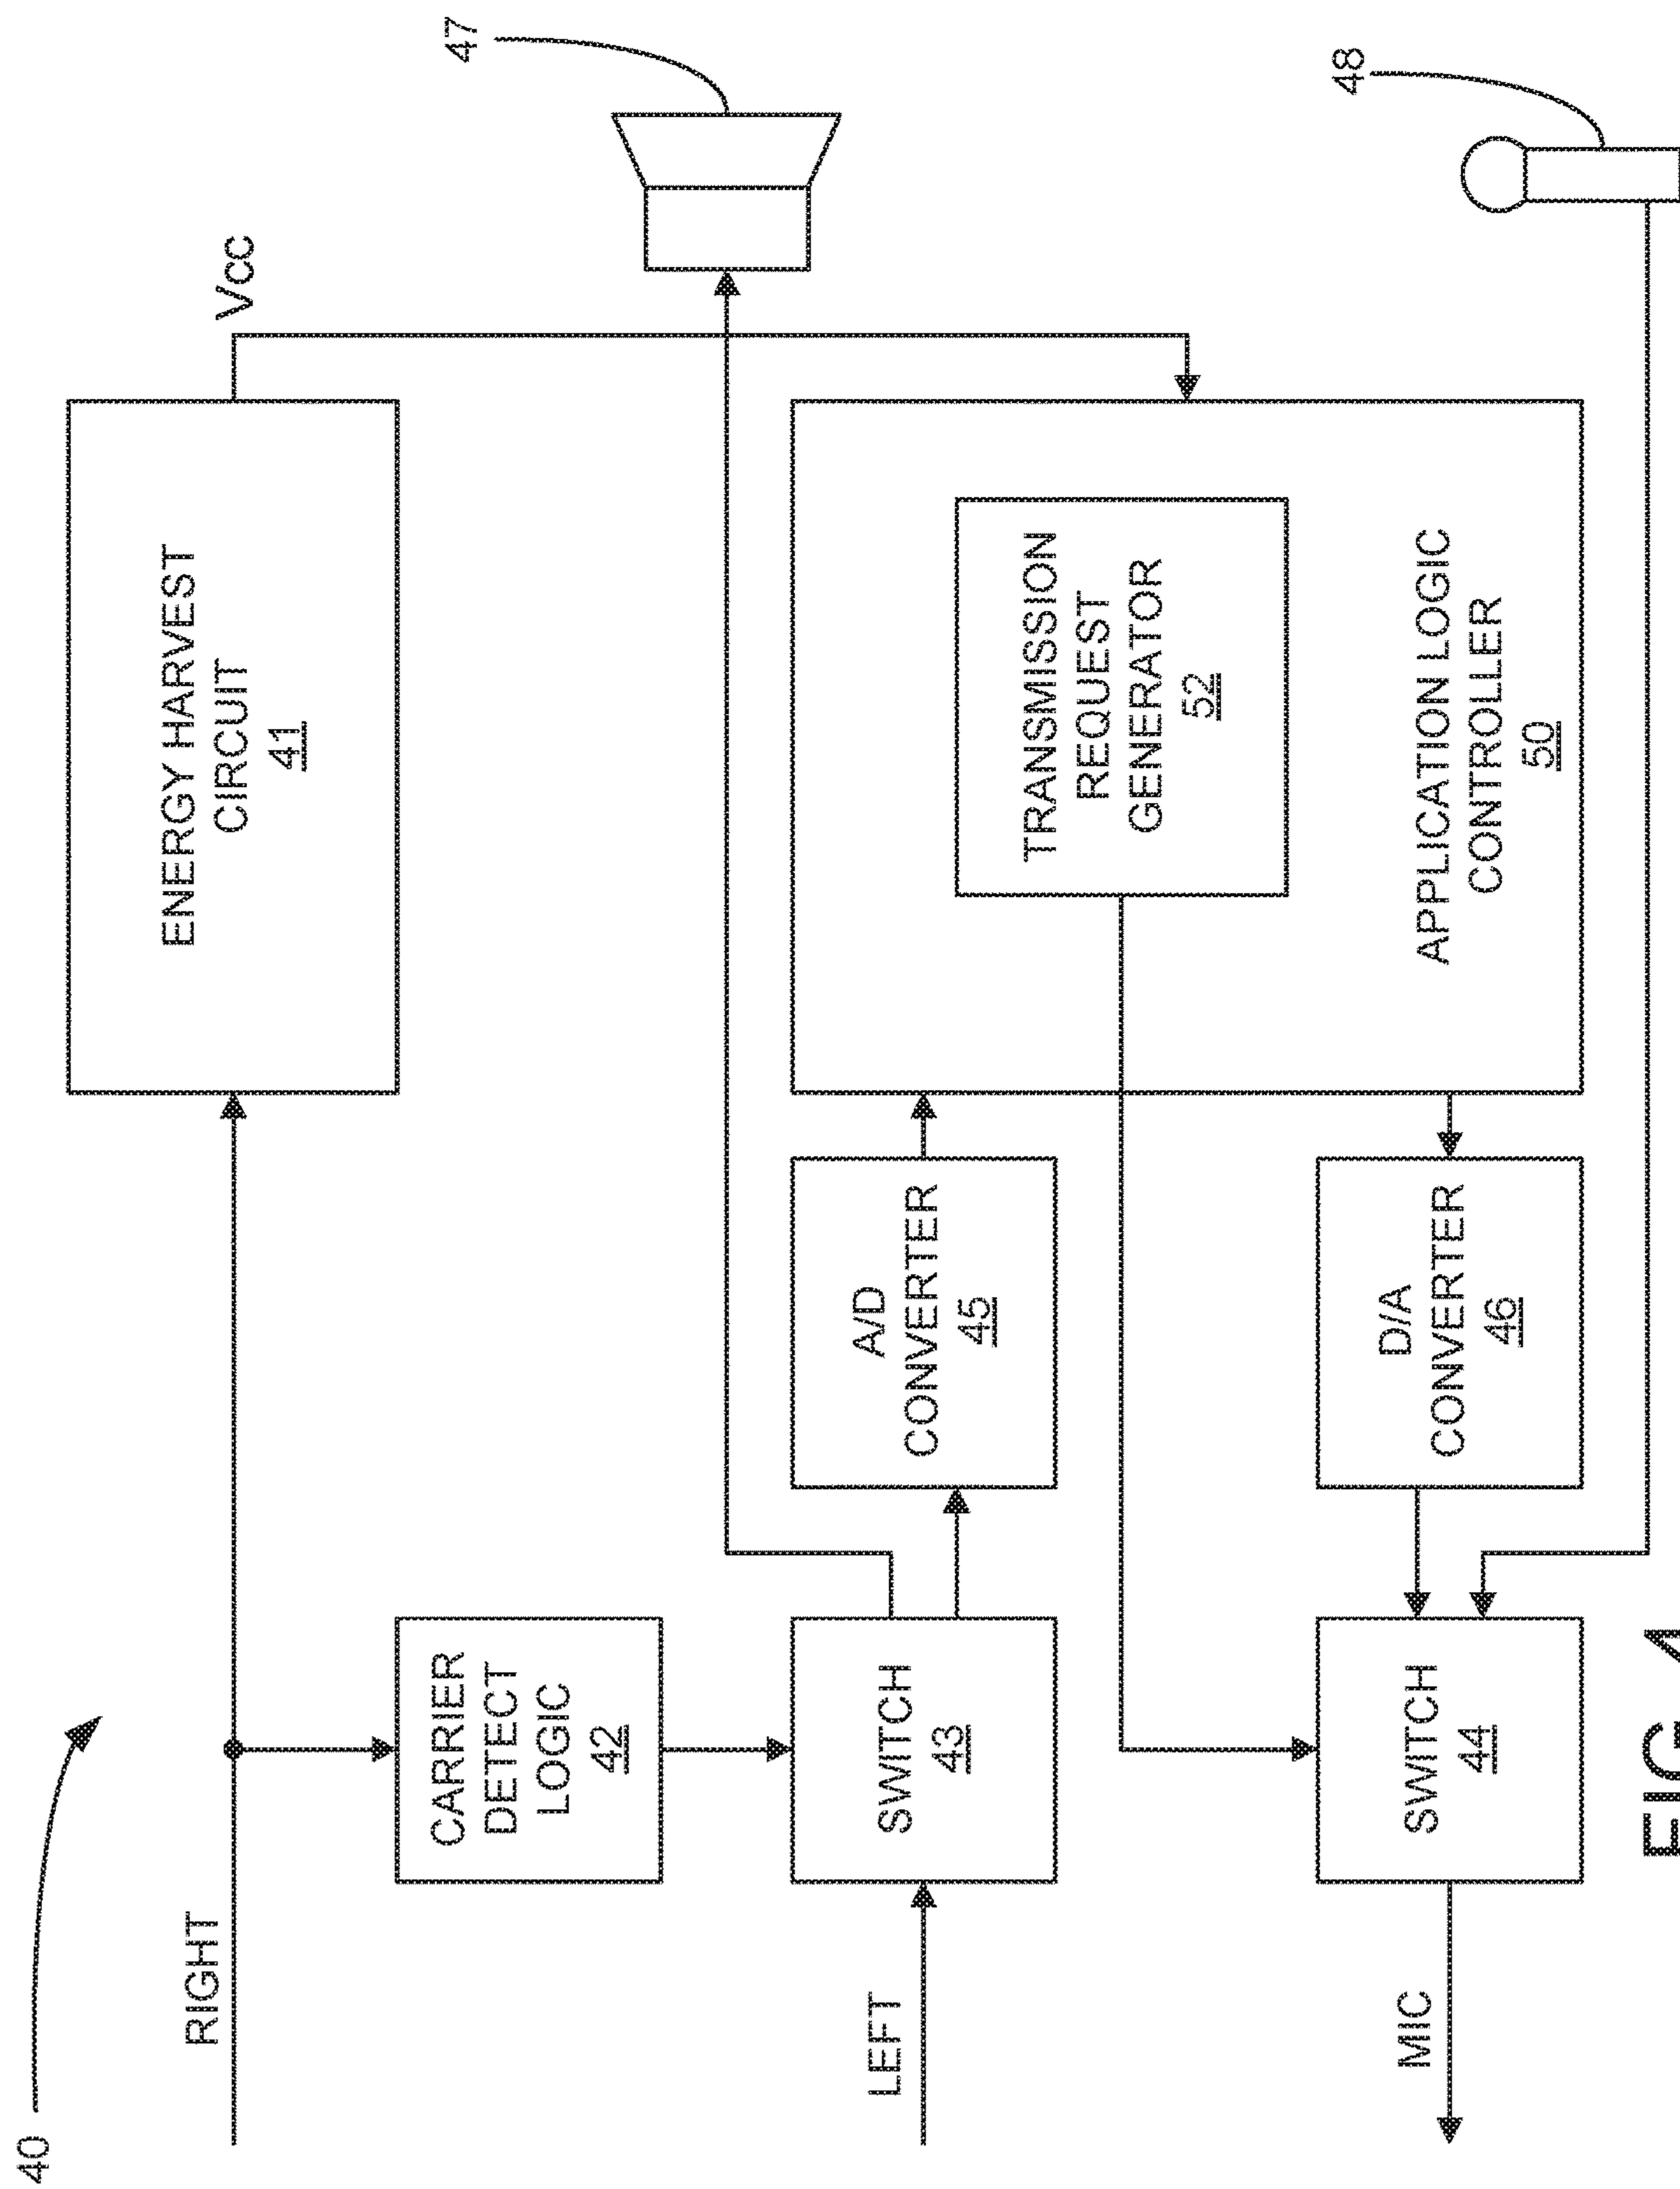 40
RIGHT
ENERGY HARVEST
CIRCUIT
41
Vcc
47
CARRIER
DETECT
LOGIC
42
LEFT
SWITCH
43
A/D
CONVERTER
45
TRANSMISSION
REQUEST
GENERATOR
52
APPLICATION LOGIC
CONTROLLER
50
MIC
SWITCH
44
D/A
CONVERTER
46
48
FIG